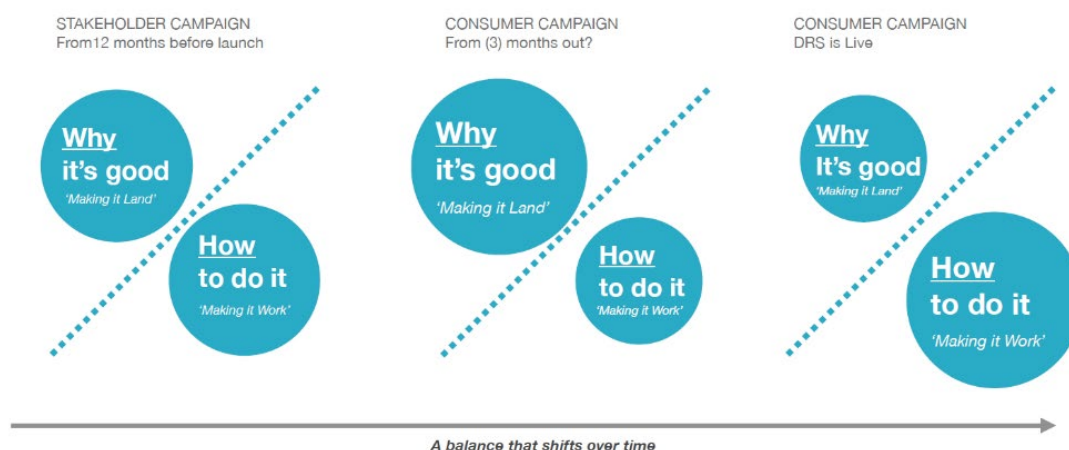 STAKEHOLDER CAMPAIGN
From12 months before launch
Why
it's good
'Making it Land'
How
to do it
'Making it Work'
CONSUMER CAMPAIGN
From (3) months out?
Why
it's good
'Making it Land'
How
to do it
'Making it Work'
CONSUMER CAMPAIGN
DRS is Live
Why
It's good
'Making it Land'
How
to do it
'Making it Work'
A balance that shifts over time